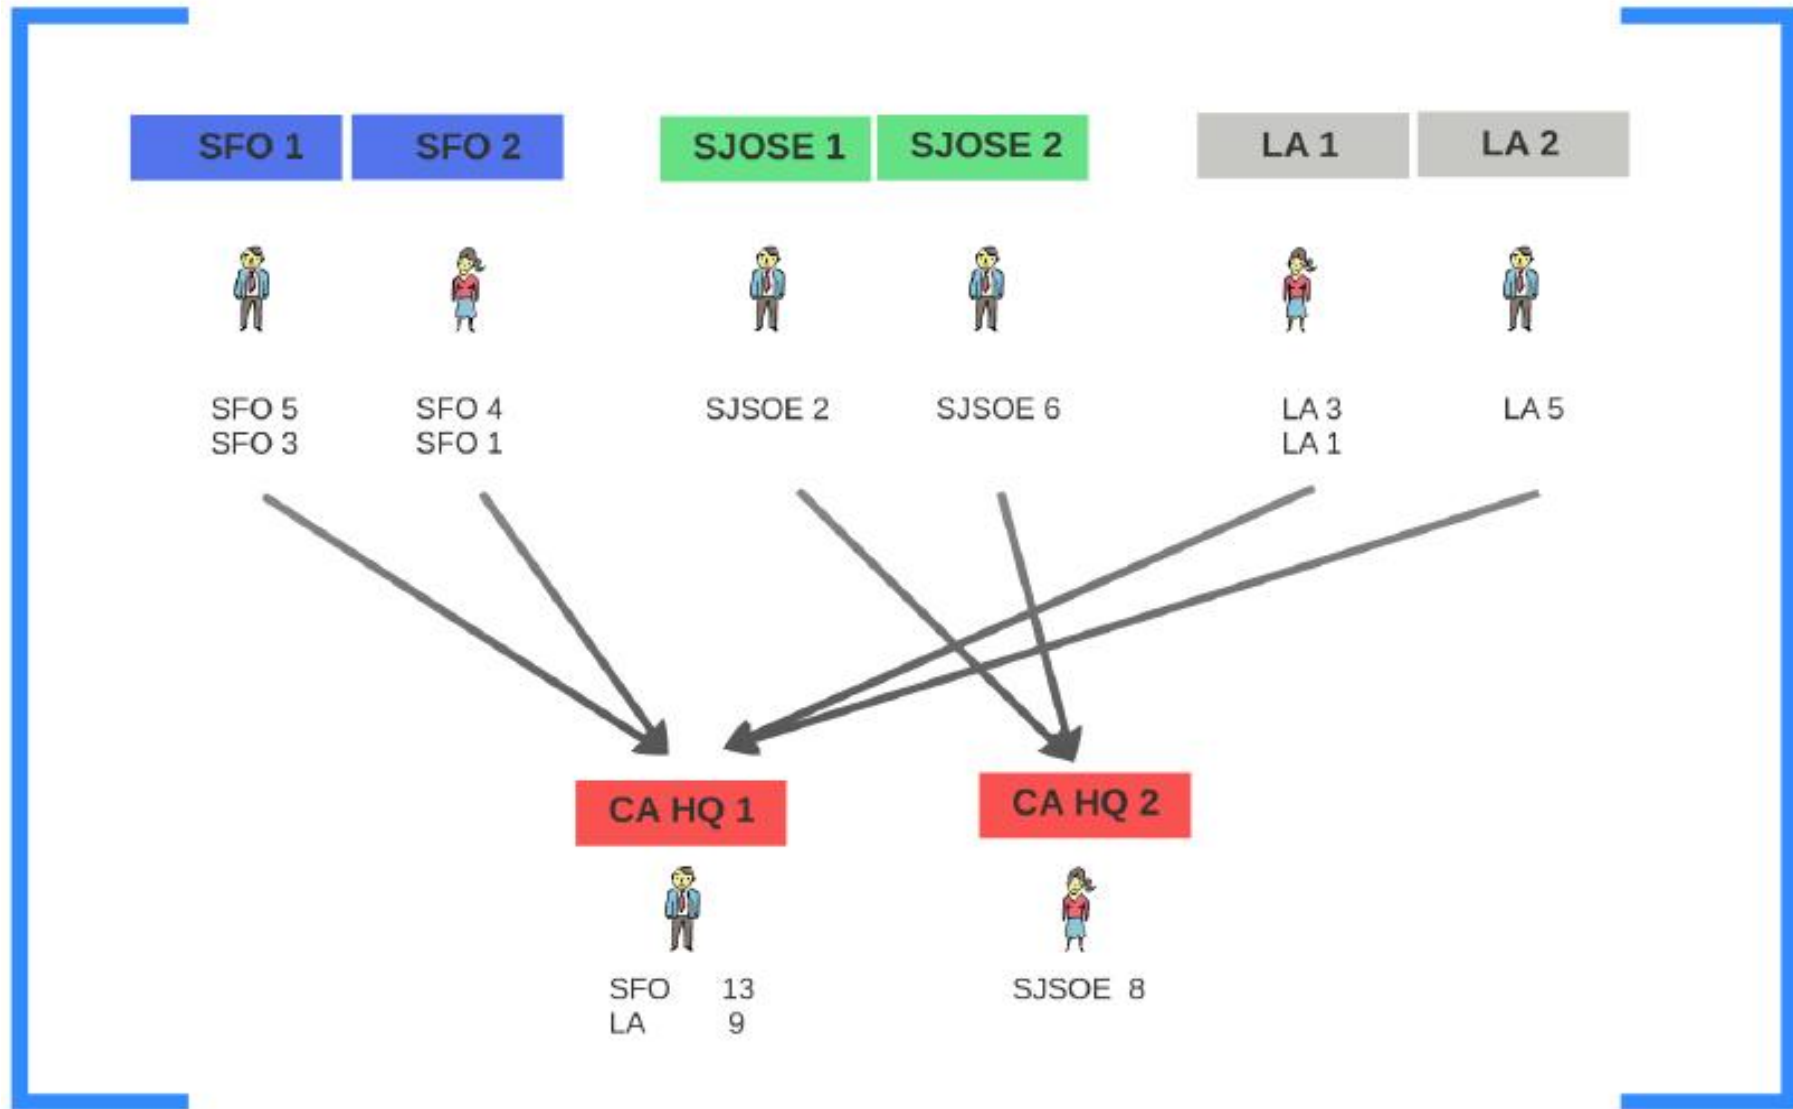 SFO 1
SFO 2
SJOSE 1
SJOSE 2
LA 1
LA 2
SFO 5
SFO 3
SFO 4
SFO 1
SJSOE 2
SJSOE 6
LA 3
LA 1
LA 5
CA HQ 1
CA HQ 2
SFO 13
LA 9
SJSOE 8